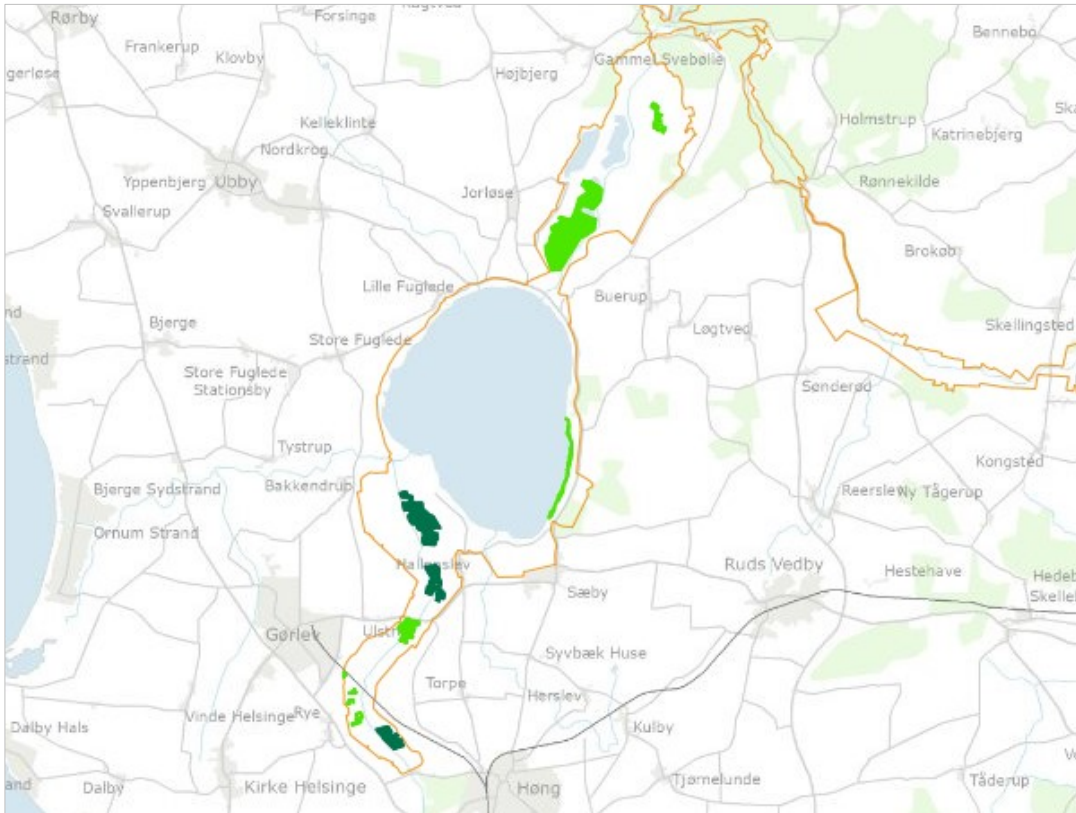 Rørby
Forsinge
Bennebo
Frankerup
Klovby
Højbjerg
Gammel Svebølle
gerløse
Kelleklinte
Holmstrup
Katrinebjerg
Nordkrog
Yppenbjerg
Ubby
Jorløse
Rønnekilde
Svallerup
Brokøb
Lille Fuglede
Buerup
Bjerge
Løgtved
Skellingsted
Store Fuglede
strand
Store Fuglede
Stationsby
Sønderød
Tystrup
Kongsted
Bakkendrup
Bjerge Sydstrand
Reerslev
Ny Tågerup
Ornum Strand
Hallenslev
Ruds Vedby
Hestehave
Sæby
Gørlev
Syvbæk Huse
Torpe
Herslev
Vinde Helsinge
Rye
Kulby
Dalby Hals
Tjørnelunde
Tåderup
Dalby
Kirke Helsinge
Høng